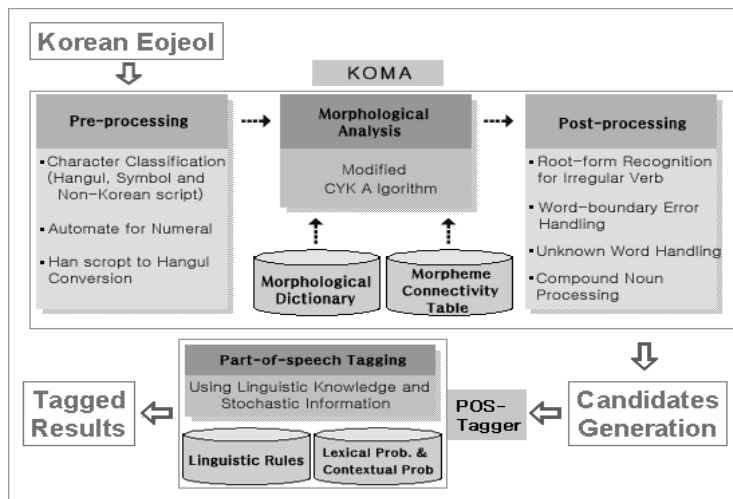 Korean Eojeol
KOMA
Pre-processing
▪ Character Classification
(Hangul, Symbol and
Non-Korean script)
▪ Automate for Numeral
▪ Han scropt to Hangul
Conversion
Morphological
Analysis
Modified
CYK A lgorithm
Morphological
Dictionary
Morpheme
Connectivity
Table
Post-processing
▪ Root-form Recognition
for Irregular Verb
▪ Word-boundary Error
Handling
▪ Unknown Word Handling
▪ Compound Noun
Processing
Candidates
Generation
POS-
Tagger
Part-of-speech Tagging
Using Linguistic Knowledge and
Stochastic Information
Linguistic Rules
Lexical Prob. &
Contextual Prob
Tagged
Results